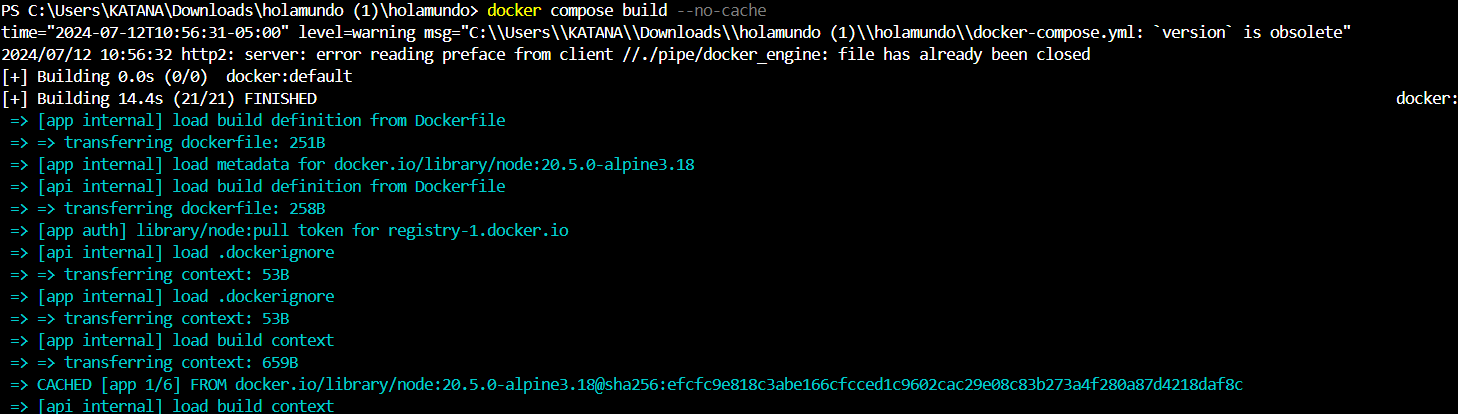 PS C:\Users\KATANA\Downloads\holamundo (1)\holamundo> docker compose build --no-cache
time="2024-07-12T10:56:31-05:00" level=warning msg="C:\\Users\\KATANA\\Downloads\\holamundo (1)\\holamundo\\docker-compose.yml: `version` is obsolete"
2024/07/12 10:56:32 http2: server: error reading preface from client //./pipe/docker_engine: file has already been closed
[+] Building 0.0s (0/0)  docker:default
[+] Building 14.4s (21/21) FINISHED docker:
=> [app internal] load build definition from Dockerfile
=> => transferring dockerfile: 251B
=> [app internal] load metadata for docker.io/library/node:20.5.0-alpine3.18
=> [api internal] load build definition from Dockerfile
=> => transferring dockerfile: 258B
=> [app auth] library/node:pull token for registry-1.docker.io
=> [api internal] load .dockerignore
=> => transferring context: 53B
=> [app internal] load .dockerignore
=> => transferring context: 53B
=> [app internal] load build context
=> => transferring context: 659B
=> CACHED [app 1/6] FROM docker.io/library/node:20.5.0-alpine3.18@sha256:efcfc9e818c3abe166cfcced1c9602cac29e08c83b273a4f280a87d4218daf8c
=> [api internal] load build context